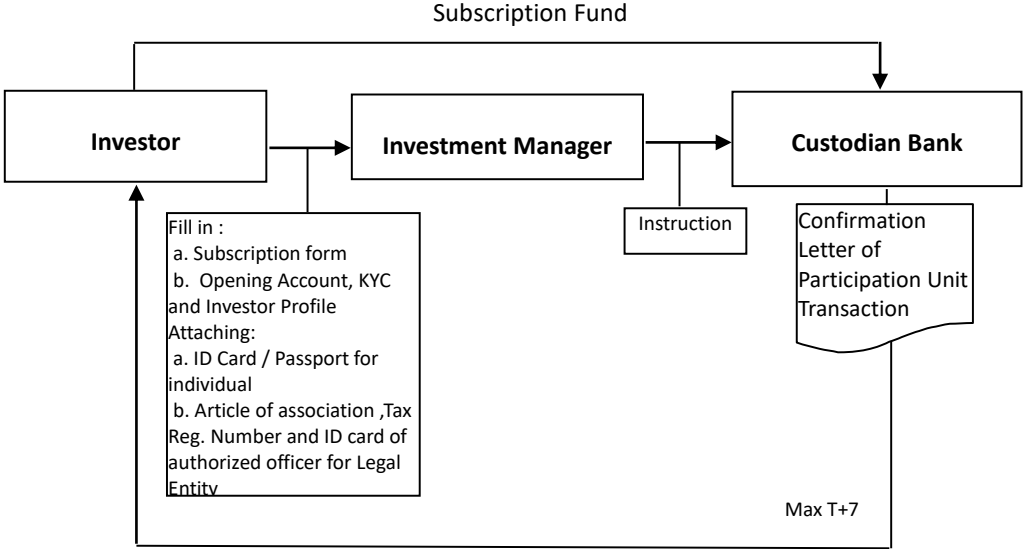 Subscription Fund
Investor
Investment Manager
Custodian Bank
Fill in :
a. Subscription form
b. Opening Account, KYC
and Investor Profile
Attaching:
a. ID Card / Passport for
individual
b. Article of association ,Tax
Reg. Number and ID card of
authorized officer for Legal
Entity
Instruction
Confirmation
Letter of
Participation Unit
Transaction
Max T+7